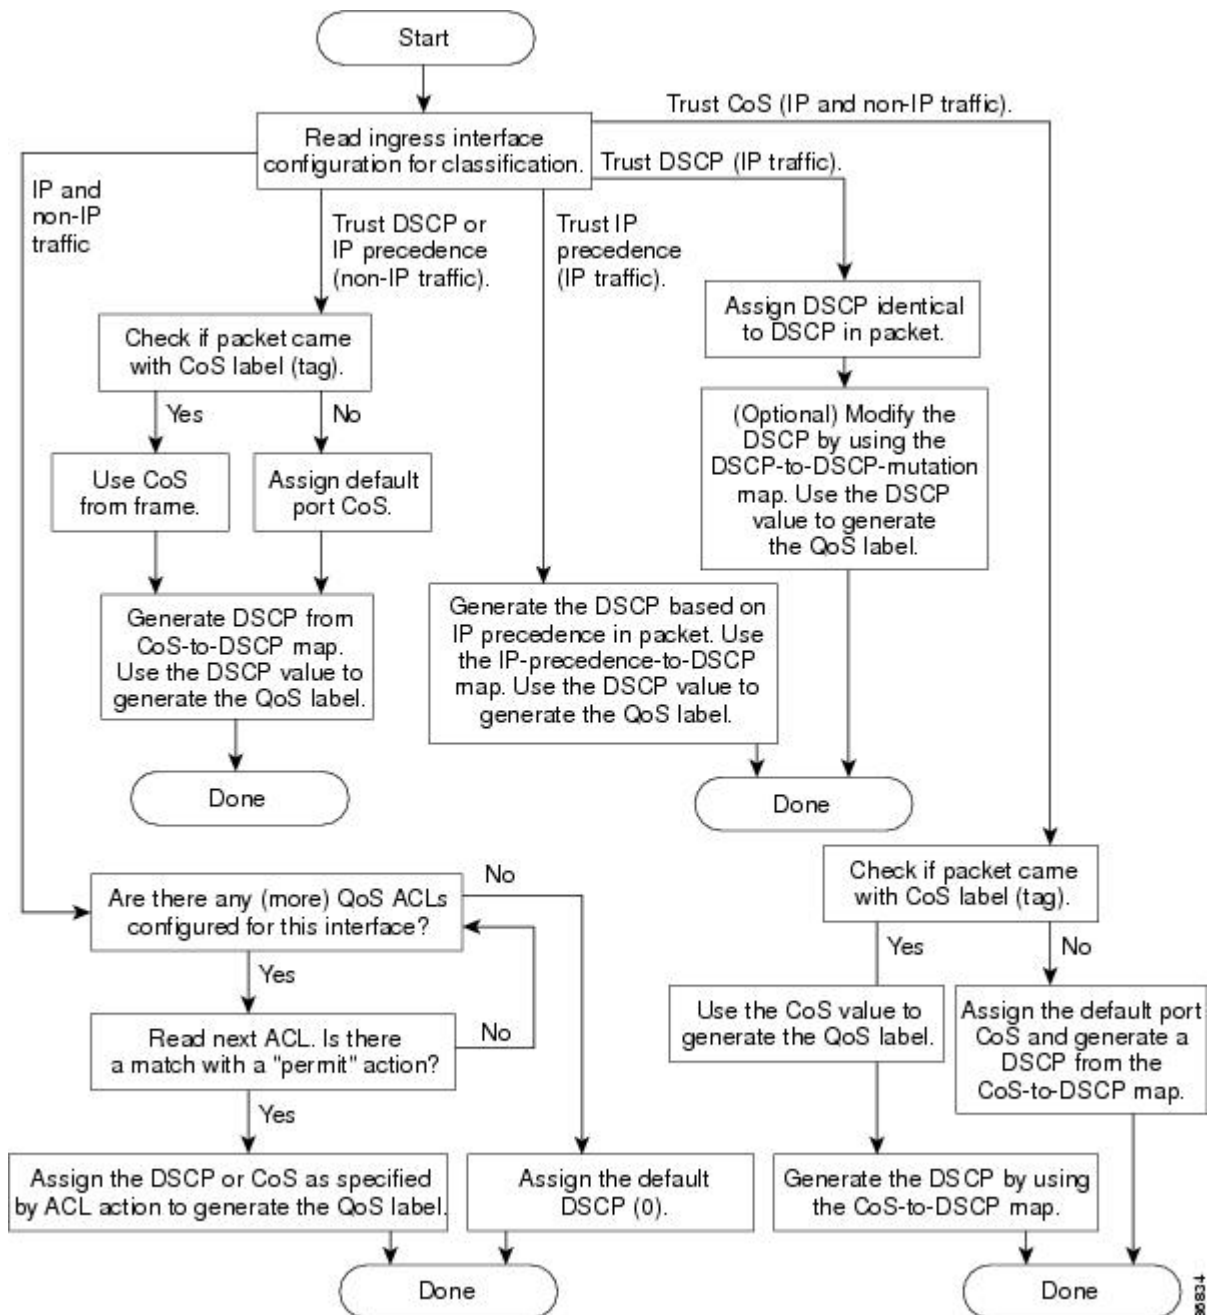 Start
Trust CoS (IP and non-IP traffic).
Read ingress interface
configuration for classification.
Trust DSCP (IP traffic).
IP and
non-IP
traffic
Trust DSCP or
IP precedence
(non-IP traffic).
Trust IP
precedence
(IP traffic).
Assign DSCP identical
to DSCP in packet.
Check if packet came
with CoS label (tag).
Yes
No
(Optional) Modify the
DSCP by using the
DSCP-to-DSCP-mutation
map. Use the DSCP
value to generate
the QoS label.
Use CoS
from frame.
Assign default
port CoS.
Generate DSCP from
CoS-to-DSCP map.
Use the DSCP value to
generate the QoS label.
Generate the DSCP based on
IP precedence in packet. Use
the IP-precedence-to-DSCP
map. Use the DSCP value to
generate the QoS label.
Done
Done
Check if packet came
with CoS label (tag).
Are there any (more) QoS ACLs
configured for this interface?
No
Yes
Yes
No
Read next ACL. Is there
a match with a "permit" action?
No
Use the CoS value to
generate the QoS label.
Assign the default port
CoS and generate a
DSCP from the
CoS-to-DSCP map.
Yes
Assign the DSCP or CoS as specified
by ACL action to generate the QoS label.
Assign the default
DSCP (0).
Generate the DSCP by using
the CoS-to-DSCP map.
Done
Done
86834